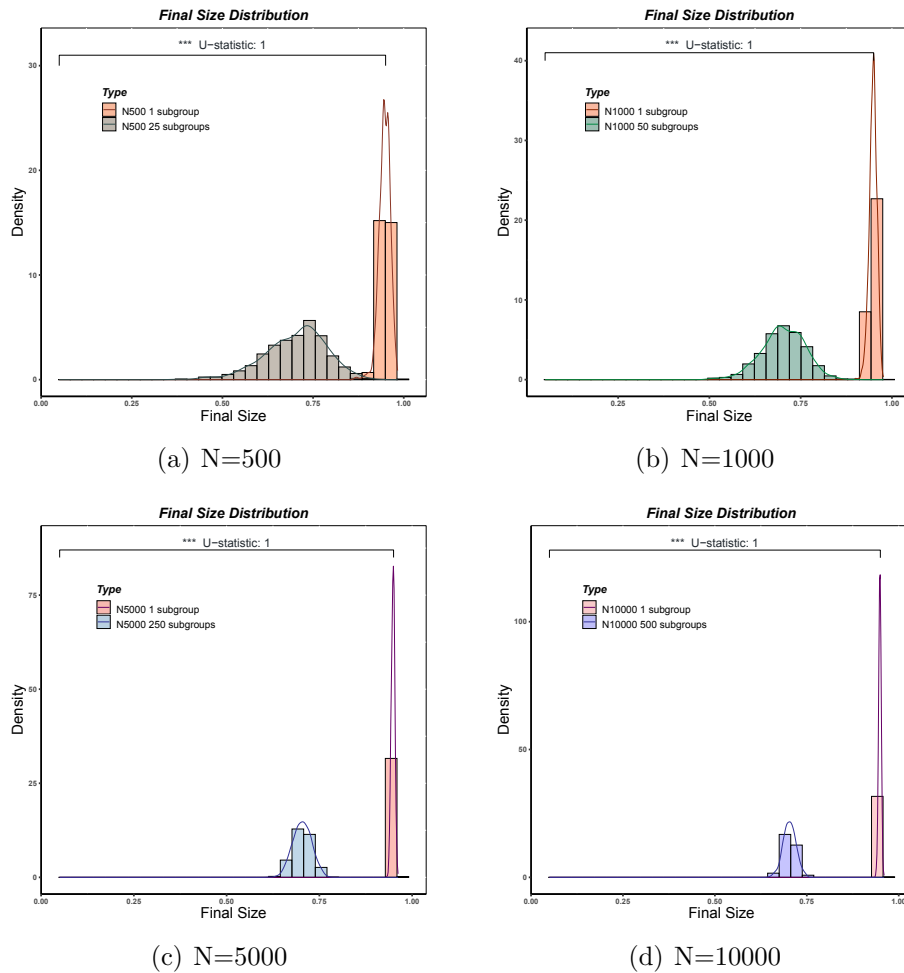 Final Size Distribution
*** U−statistic: 1
30
Type
N500 1 subgroup
N500 25 subgroups
20
Density
10
0
0.00 0.25 0.50 0.75 1.00
Final Size
(a) N=500
Final Size Distribution
*** U−statistic: 1
40
Type
N1000 1 subgroup
N1000 50 subgroups
30
Density
20
10
0
0.25 0.50 0.75 1.00
Final Size
(b) N=1000
Final Size Distribution
*** U−statistic: 1
Type
N5000 1 subgroup
N5000 250 subgroups
75
Density
50
25
0
0.00 0.25 0.50 0.75 1.00
Final Size
(c) N=5000
Final Size Distribution
*** U−statistic: 1
Type
N10000 1 subgroup
N10000 500 subgroups
100
Density
50
0
0.00 0.25 0.50 0.75 1.00
Final Size
(d) N=10000